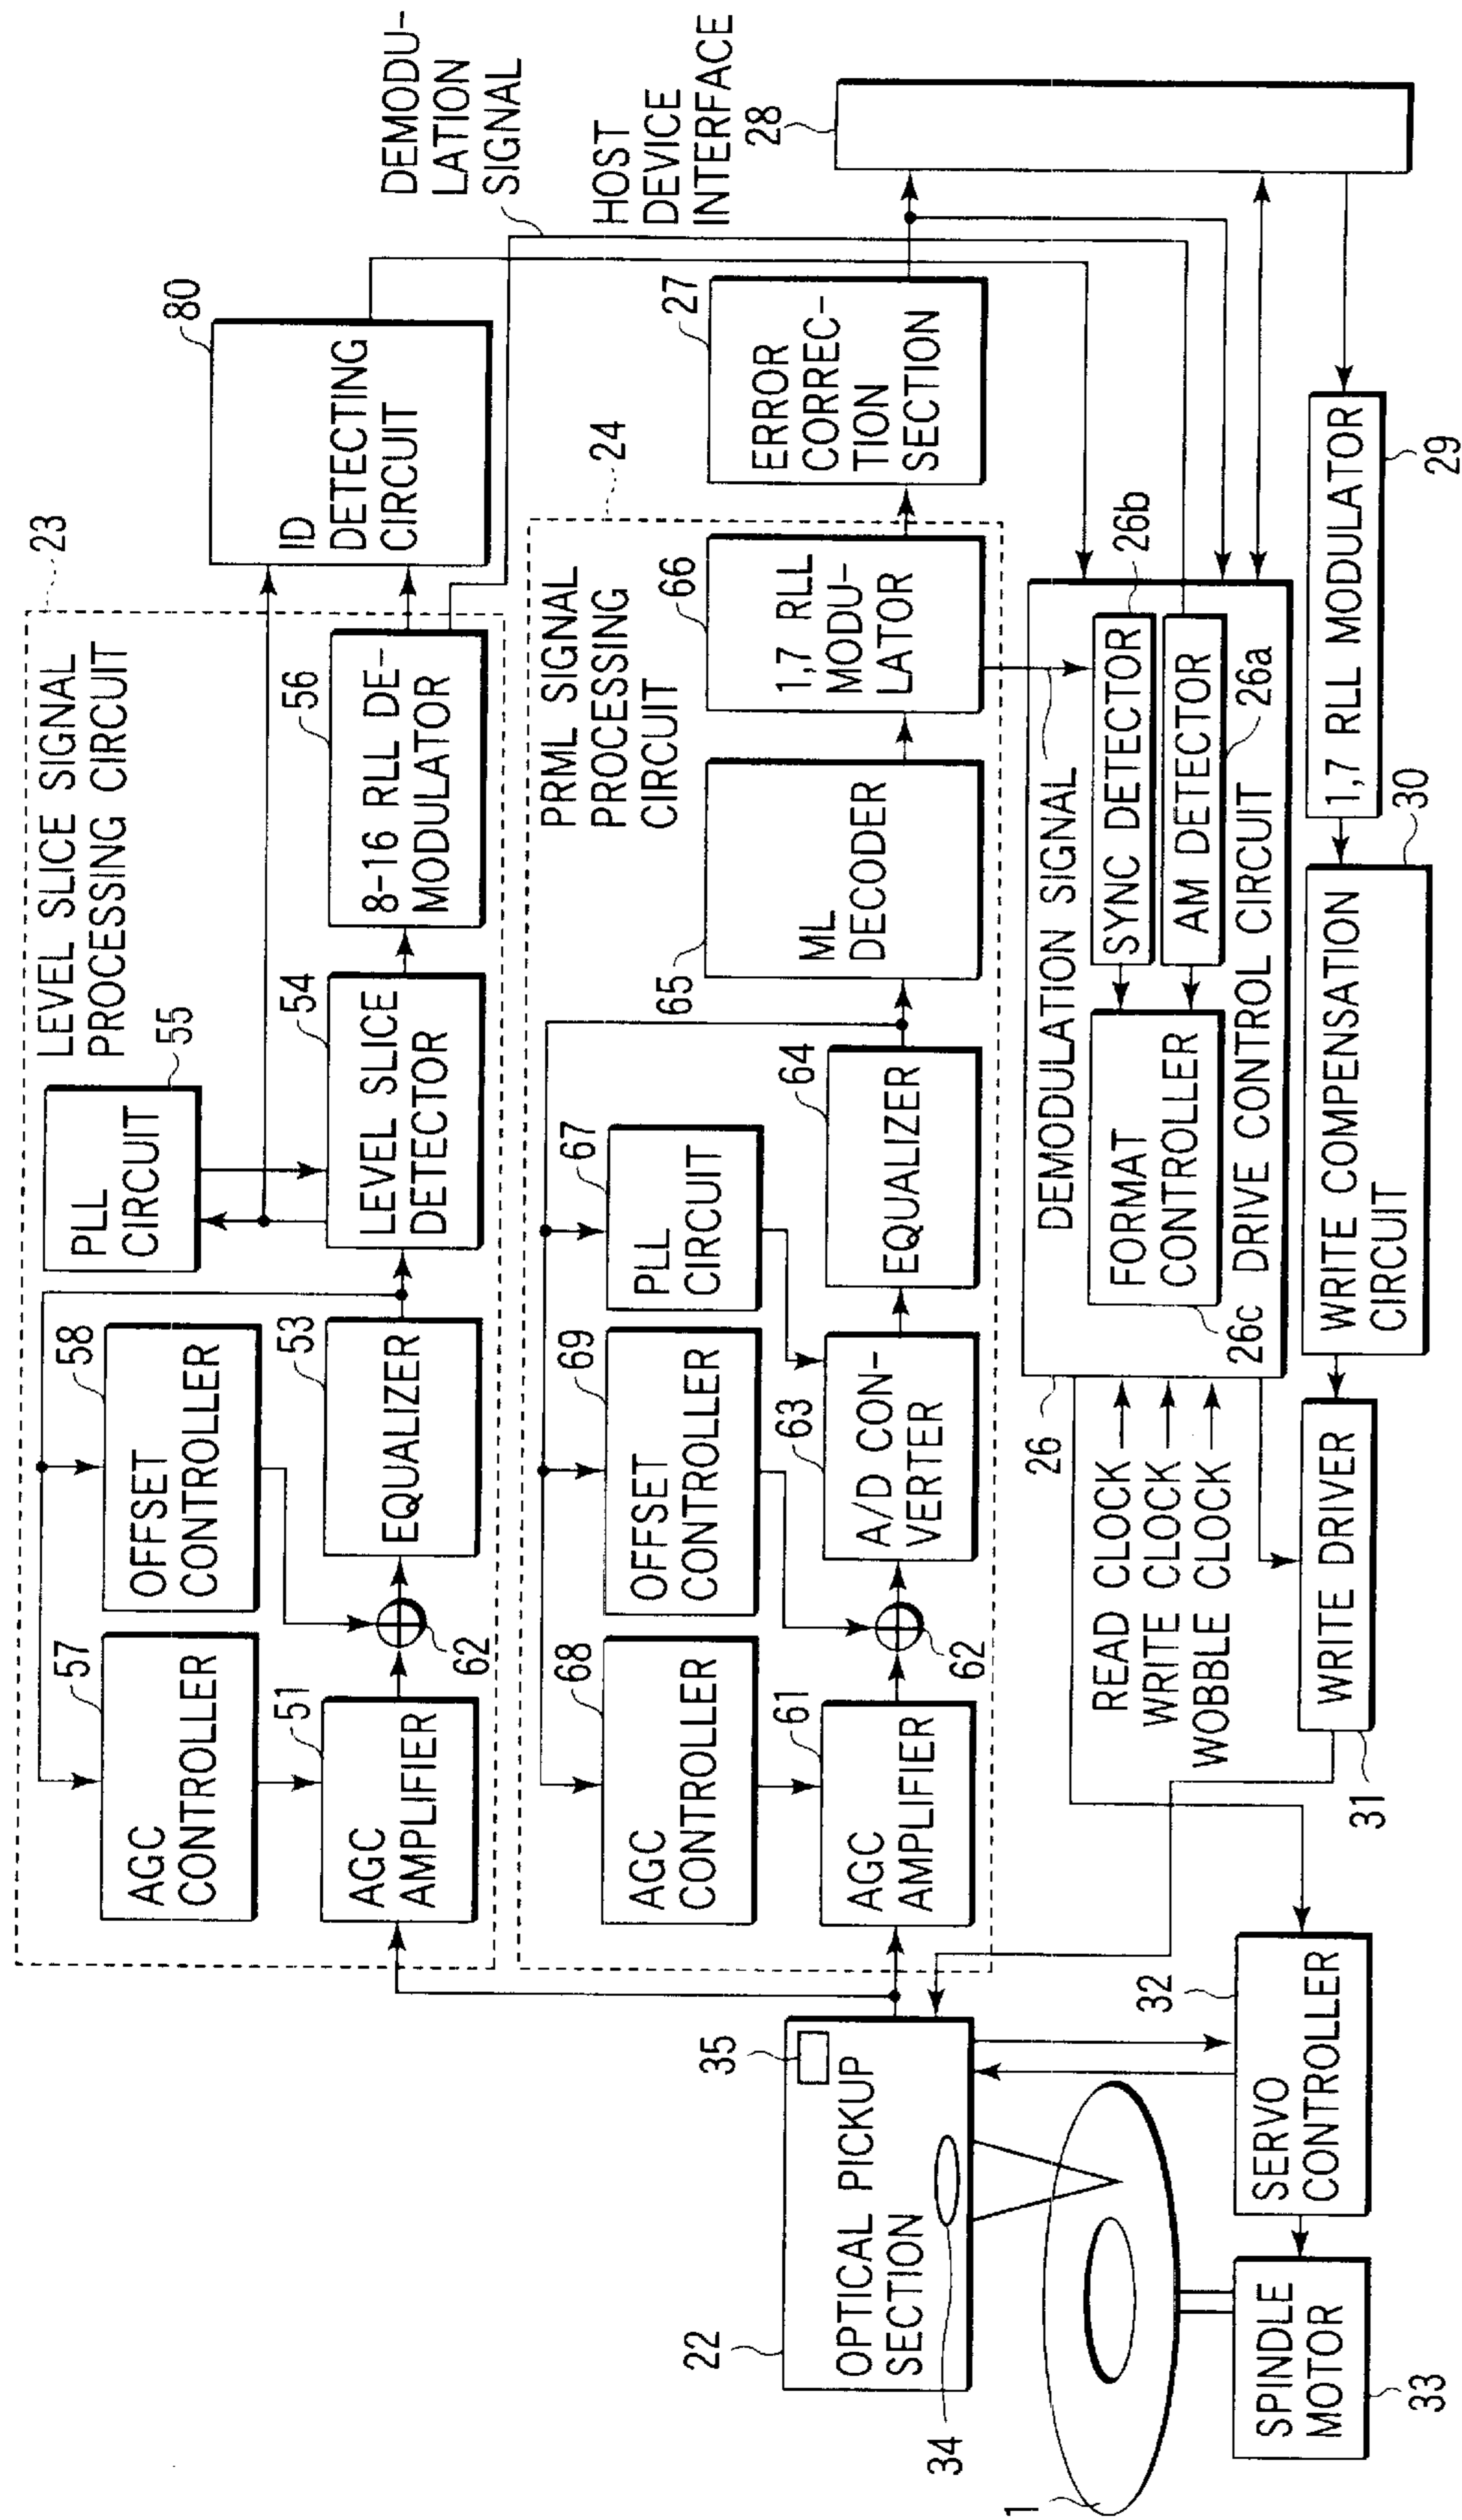 LEVEL SLICE SIGNAL
PROCESSING CIRCUIT
23
57
AGC
CONTROLLER
58
OFFSET
CONTROLLER
55
PLL
CIRCUIT
51
AGC
AMPLIFIER
62
53
EQUALIZER
54
LEVEL SLICE
DETECTOR
56
8-16 RLL DE-
MODULATOR
80
ID
DETECTING
CIRCUIT
DEMODU-
LATION
SIGNAL
PRML SIGNAL
PROCESSING
CIRCUIT
24
68
AGC
CONTROLLER
69
OFFSET
CONTROLLER
67
PLL
CIRCUIT
61
AGC
AMPLIFIER
62
63
A/D CON-
VERTER
64
EQUALIZER
65
ML
DECODER
66
1,7 RLL
MODU-
LATOR
27
ERROR
CORREC-
TION
SECTION
HOST
DEVICE
INTERFACE
28
22
35
OPTICAL PICKUP
SECTION
34
1
READ CLOCK
WRITE CLOCK
WOBBLE CLOCK
26
DEMODULATION SIGNAL
FORMAT
CONTROLLER
26c
SYNC DETECTOR
26b
AM DETECTOR
26a
DRIVE CONTROL CIRCUIT
SPINDLE
MOTOR
33
SERVO
CONTROLLER
32
WRITE DRIVER
31
WRITE COMPENSATION
CIRCUIT
30
1,7 RLL MODULATOR
29